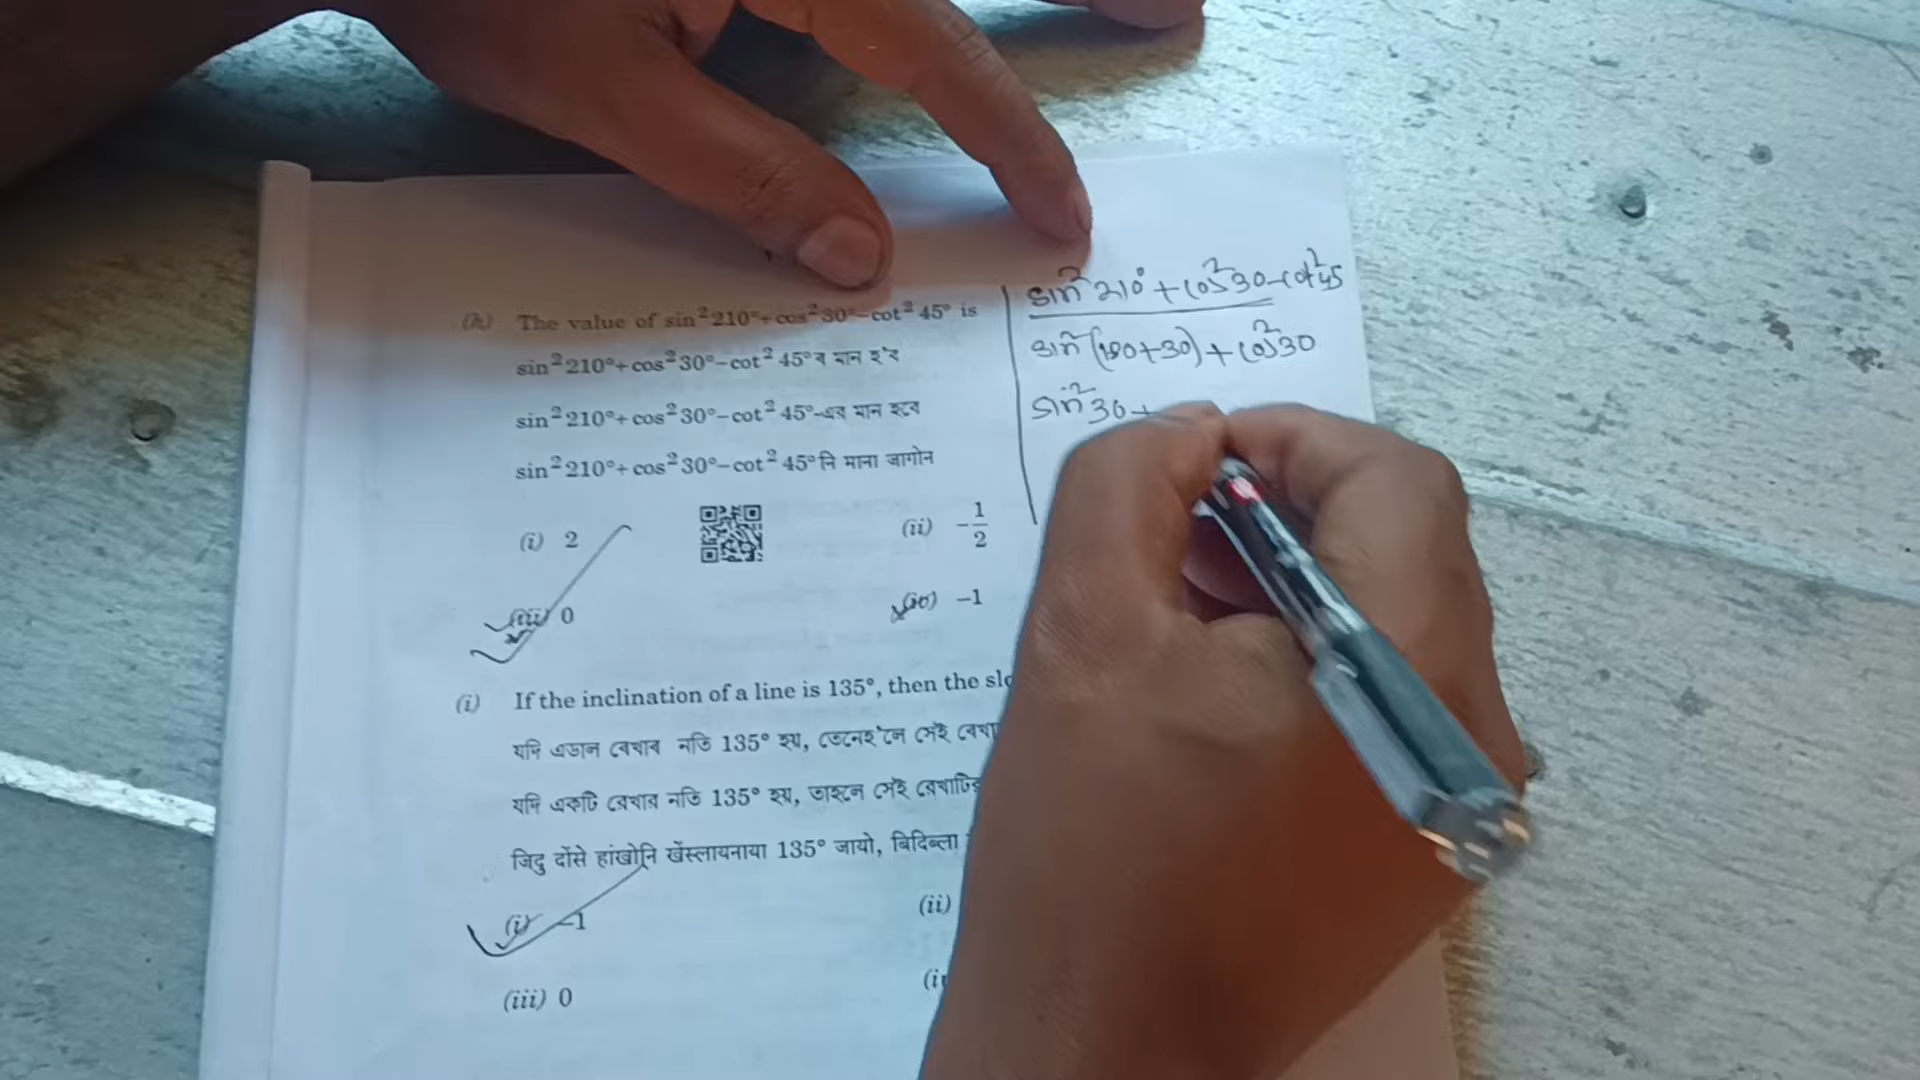 (h) The value of sin²210°+cos²30°−cot²45° is
sin²210°+cos²30°−cot²45°ৰ মান হ'ব
sin²210°+cos²30°−cot²45°-এর মান হবে
sin²210°+cos²30°−cot²45°नि माना जागोन
(i) 2
(ii) −1/2
(iii) 0
(iv) −1
sin²210°+cos²30−cot²45
sin²(180+30)+cos²30
sin²30+
(i) If the inclination of a line is 135°, then the
যদি এডাল ৰেখাৰ নতি 135° হয়, তেনেহ'লে সেই
যদি একটি রেখার নতি 135° হয়, তাহলে সেই
जिदु दोंसे हांखोनि खेंस्लायनाया 135° जायो, बिदिब्ला
(i) −1
(ii)
(iii) 0